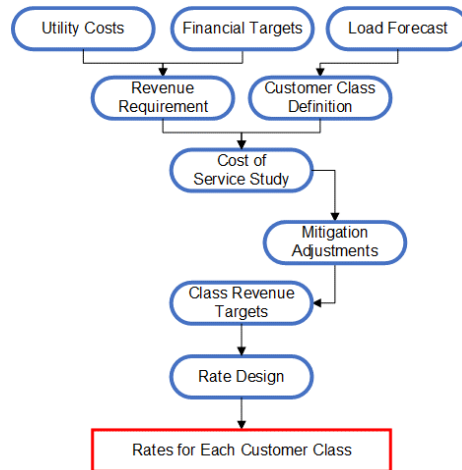 Utility Costs
Financial Targets
Load Forecast
Revenue
Requirement
Customer Class
Definition
Cost of
Service Study
Mitigation
Adjustments
Class Revenue
Targets
Rate Design
Rates for Each Customer Class